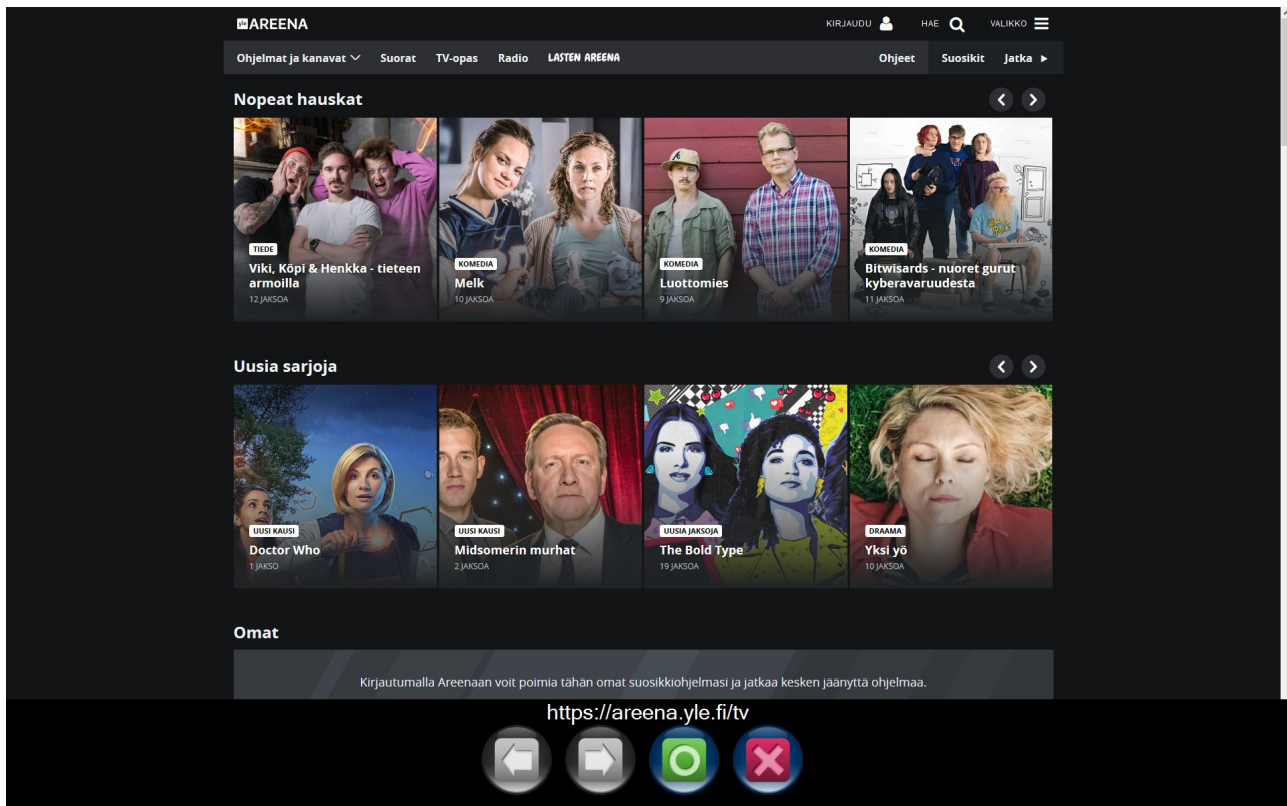 yle AREENA
KIRJAUDU HAE VALIKKO
Ohjelmat ja kanavat Suorat TV-opas Radio LASTEN AREENA Ohjeet Suosikit Jatka
Nopeat hauskat
TIEDE
Viki, Köpi & Henkka - tieteen
armoilla
12 JAKSOA
KOMEDIA
Melk
10 JAKSOA
KOMEDIA
Luottomies
9 JAKSOA
KOMEDIA
Bitwisards - nuoret gurut
kyberavaruudesta
11 JAKSOA
Uusia sarjoja
UUSI KAUSI
Doctor Who
1 JAKSO
UUSI KAUSI
Midsomerin murhat
2 JAKSOA
UUSIA JAKSOJA
The Bold Type
19 JAKSOA
DRAAMA
Yksi yö
10 JAKSOA
Omat
Kirjautumalla Areenaan voit poimia tähän omat suosikkiohjelmasi ja jatkaa kesken jäänyttä ohjelmaa.
https://areena.yle.fi/tv